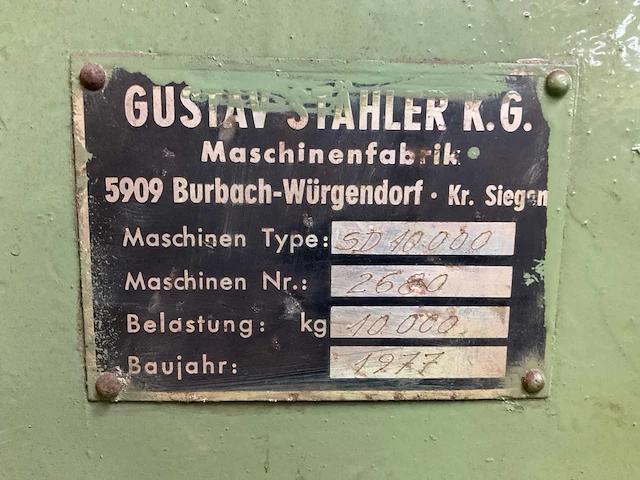 GUSTAV STÄHLER K.G.
Maschinenfabrik
5909 Burbach-Würgendorf · Kr. Siegen
Maschinen Type: SD 10.000
Maschinen Nr.: 2680
Belastung: kg 10.000
Baujahr: 1977